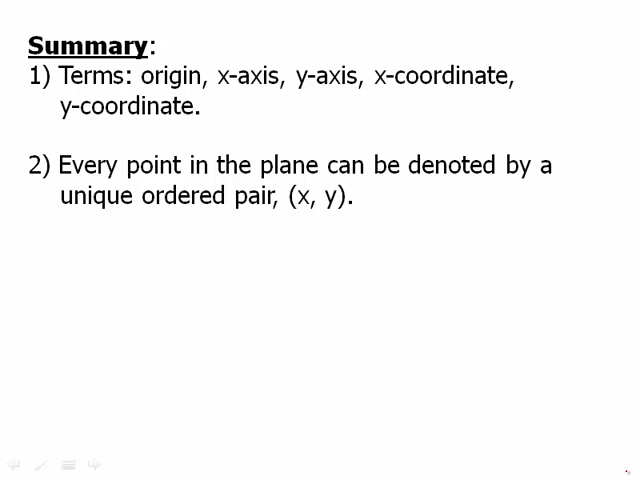 Summary:
1) Terms: origin, x-axis, y-axis, x-coordinate,
y-coordinate.
2) Every point in the plane can be denoted by a
unique ordered pair, (x, y).